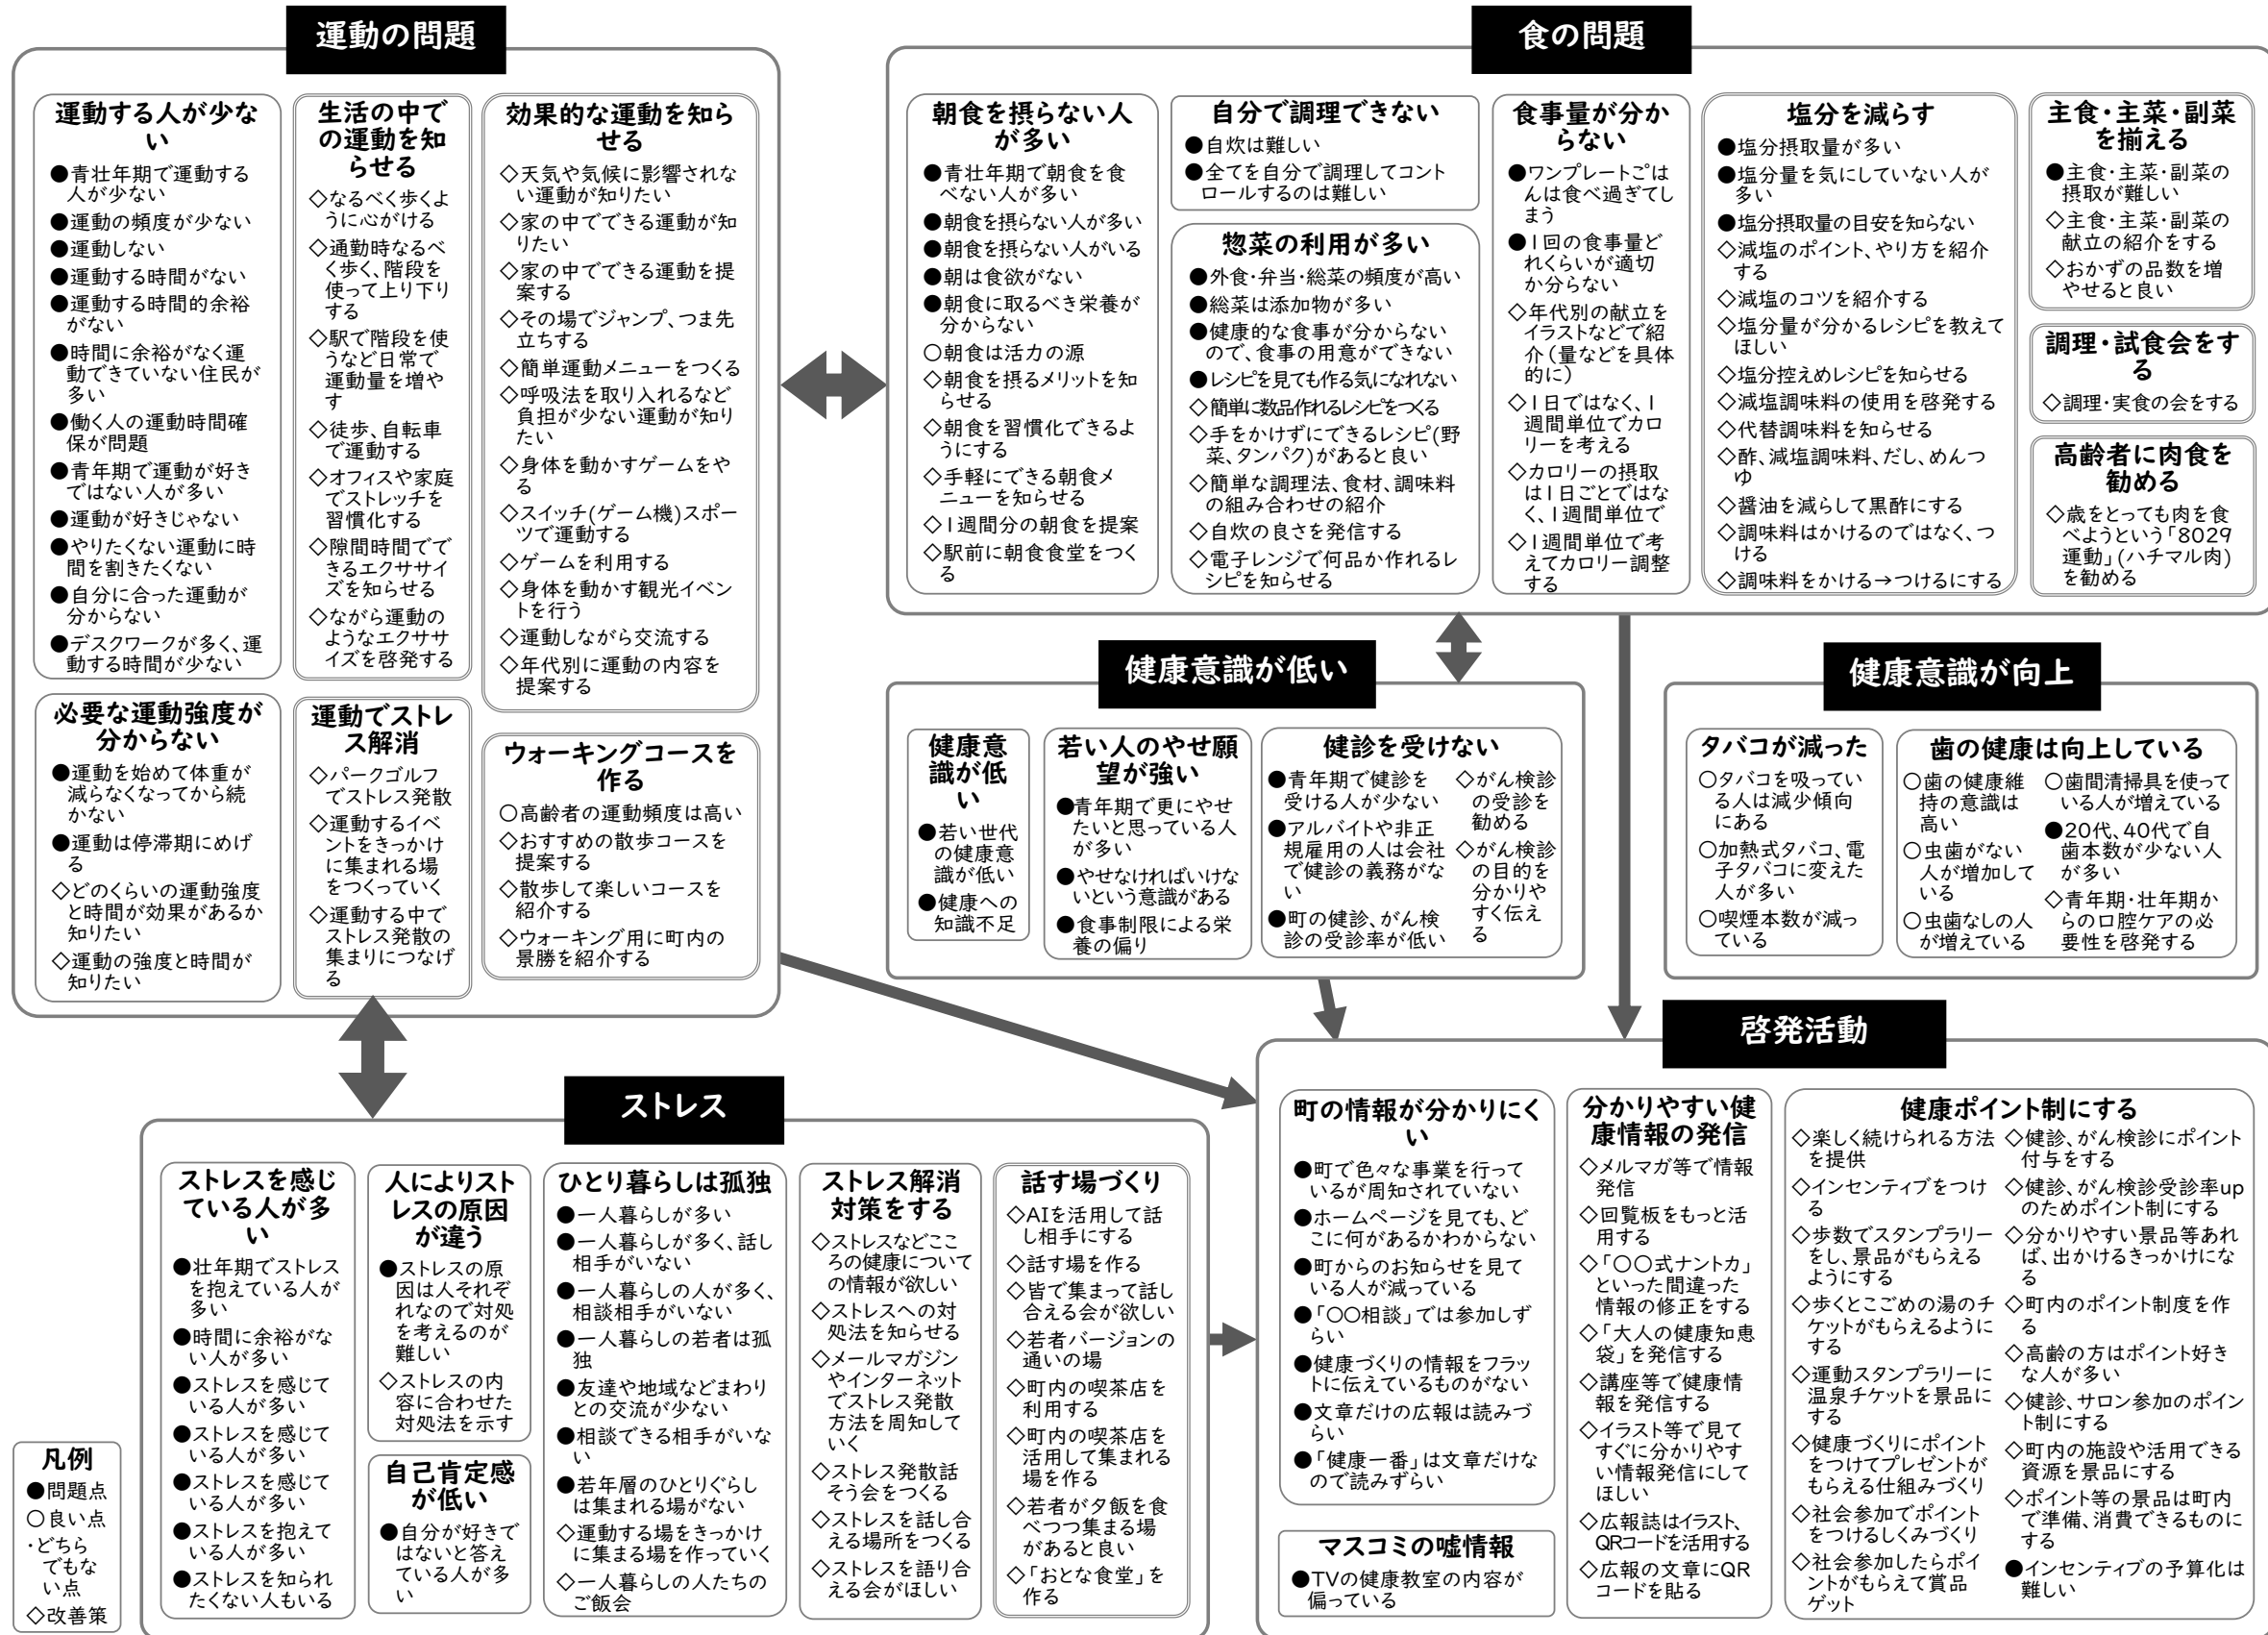 運動の問題
運動する人が少な
い
●青壮年期で運動する
人が少ない
●運動の頻度が少ない
●運動しない
●運動する時間がない
●運動する時間的余裕
がない
●時間に余裕がなく運
動できていない住民が
多い
●働く人の運動時間確
保が問題
●青年期で運動が好き
ではない人が多い
●運動が好きじゃない
●やりたくない運動に時
間を割きたくない
●自分に合った運動が
分からない
●デスクワークが多く、運
動する時間が少ない
生活の中で
の運動を知
らせる
◇なるべく歩くよ
うに心がける
◇通勤時なるべ
く歩く、階段を
使って上り下り
する
◇駅で階段を使
うなど日常で
運動量を増や
す
◇徒歩、自転車
で運動する
◇オフィスや家庭
でストレッチを
習慣化する
◇隙間時間でで
きるエクササイ
ズを知らせる
◇ながら運動の
ようなエクササ
イズを啓発する
効果的な運動を知ら
せる
◇天気や気候に影響されな
い運動が知りたい
◇家の中でできる運動が知
りたい
◇家の中でできる運動を提
案する
◇その場でジャンプ、つま先
立ちする
◇簡単運動メニューをつくる
◇呼吸法を取り入れるなど
負担が少ない運動が知り
たい
◇身体を動かすゲームをや
る
◇スイッチ(ゲーム機)スポー
ツで運動する
◇ゲームを利用する
◇身体を動かす観光イベン
トを行う
◇運動しながら交流する
◇年代別に運動の内容を
提案する
必要な運動強度が
分からない
●運動を始めて体重が
減らなくなってから続
かない
●運動は停滞期にめげ
る
◇どのくらいの運動強度
と時間が効果があるか
知りたい
◇運動の強度と時間が
知りたい
運動でストレ
ス解消
◇パークゴルフ
でストレス発散
◇運動するイベ
ントをきっかけ
に集まれる場
をつくっていく
◇運動する中で
ストレス発散の
集まりにつなげ
る
ウォーキングコースを
作る
○高齢者の運動頻度は高い
◇おすすめの散歩コースを
提案する
◇散歩して楽しいコースを
紹介する
◇ウォーキング用に町内の
景勝を紹介する
食の問題
朝食を摂らない人
が多い
●青壮年期で朝食を食
べない人が多い
●朝食を摂らない人が多い
●朝食を摂らない人がいる
●朝は食欲がない
●朝食に取るべき栄養が
分からない
○朝食は活力の源
◇朝食を摂るメリットを知
らせる
◇朝食を習慣化できるよ
うにする
◇手軽にできる朝食メ
ニューを知らせる
◇1週間分の朝食を提案
◇駅前に朝食食堂をつく
る
自分で調理できない
●自炊は難しい
●全てを自分で調理してコント
ロールするのは難しい
惣菜の利用が多い
●外食・弁当・総菜の頻度が高い
●総菜は添加物が多い
●健康的な食事が分からない
ので、食事の用意ができない
●レシピを見ても作る気になれない
◇簡単に数品作れるレシピをつくる
◇手をかけずにできるレシピ(野
菜、タンパク)があると良い
◇簡単な調理法、食材、調味料
の組み合わせの紹介
◇自炊の良さを発信する
◇電子レンジで何品か作れるレ
シピを知らせる
食事量が分か
らない
●ワンプレートごは
んは食べ過ぎてし
まう
●1回の食事量ど
れくらいが適切
か分らない
◇年代別の献立を
イラストなどで紹
介(量などを具体
的に)
◇1日ではなく、1
週間単位でカロ
リーを考える
◇カロリーの摂取
は1日ごとではな
く、1週間単位で
◇1週間単位で考
えてカロリー調整
する
塩分を減らす
●塩分摂取量が多い
●塩分量を気にしていない人が
多い
●塩分摂取量の目安を知らない
◇減塩のポイント、やり方を紹介
する
◇減塩のコツを紹介する
◇塩分量が分かるレシピを教えて
ほしい
◇塩分控えめレシピを知らせる
◇減塩調味料の使用を啓発する
◇代替調味料を知らせる
◇酢、減塩調味料、だし、めんつ
ゆ
◇醤油を減らして黒酢にする
◇調味料はかけるのではなく、つ
ける
◇調味料をかける→つけるにする
主食・主菜・副菜
を揃える
●主食・主菜・副菜の
摂取が難しい
◇主食・主菜・副菜の
献立の紹介をする
◇おかずの品数を増
やせると良い
調理・試食会をす
る
◇調理・実食の会をする
高齢者に肉食を
勧める
◇歳をとっても肉を食
べようという「8029
運動」(ハチマル肉)
を勧める
健康意識が低い
健康意
識が低
い
●若い世代
の健康意
識が低い
●健康への
知識不足
若い人のやせ願
望が強い
●青年期で更にやせ
たいと思っている人
が多い
●やせなければいけな
いという意識がある
●食事制限による栄
養の偏り
健診を受けない
●青年期で健診を
受ける人が少ない
●アルバイトや非正
規雇用の人は会社
で健診の義務がな
い
●町の健診、がん検
診の受診率が低い
◇がん検診
の受診を
勧める
◇がん検診
の目的を
分かりや
すく伝え
る
健康意識が向上
タバコが減った
○タバコを吸ってい
る人は減少傾向
にある
○加熱式タバコ、電
子タバコに変えた
人が多い
○喫煙本数が減っ
ている
歯の健康は向上している
○歯の健康維
持の意識は
高い
○虫歯がない
人が増加して
いる
○虫歯なしの人
が増えている
○歯間清掃具を使って
いる人が増えている
●20代、40代で自
歯本数が少ない人
が多い
◇青年期・壮年期か
らの口腔ケアの必
要性を啓発する
ストレス
ストレスを感じ
ている人が多
い
●壮年期でストレス
を抱えている人が
多い
●時間に余裕がな
い人が多い
●ストレスを感じて
いる人が多い
●ストレスを感じて
いる人が多い
●ストレスを感じて
いる人が多い
●ストレスを抱えて
いる人が多い
●ストレスを知られ
たくない人もいる
人によりスト
レスの原因
が違う
●ストレスの原
因は人それぞ
れなので対処
を考えるのが
難しい
◇ストレスの内
容に合わせた
対処法を示す
自己肯定感
が低い
●自分が好きで
はないと答え
ている人が多
い
ひとり暮らしは孤独
●一人暮らしが多い
●一人暮らしが多く、話し
相手がいない
●一人暮らしの人が多く、
相談相手がいない
●一人暮らしの若者は孤
独
●友達や地域などまわり
との交流が少ない
●相談できる相手がいな
い
●若年層のひとりぐらし
は集まれる場がない
◇運動する場をきっかけ
に集まる場を作っていく
◇一人暮らしの人たちの
ご飯会
ストレス解消
対策をする
◇ストレスなどここ
ろの健康について
の情報が欲しい
◇ストレスへの対
処法を知らせる
◇メールマガジン
やインターネット
でストレス発散
方法を周知して
いく
◇ストレス発散話
そう会をつくる
◇ストレスを話し合
える場所をつくる
◇ストレスを語り合
える会がほしい
話す場づくり
◇AIを活用して話
し相手にする
◇話す場を作る
◇皆で集まって話し
合える会が欲しい
◇若者バージョンの
通いの場
◇町内の喫茶店を
利用する
◇町内の喫茶店を
活用して集まれる
場を作る
◇若者が夕飯を食
べつつ集まる場
があると良い
◇「おとな食堂」を
作る
啓発活動
町の情報が分かりにく
い
●町で色々な事業を行って
いるが周知されていない
●ホームページを見ても、ど
こに何があるかわからない
●町からのお知らせを見て
いる人が減っている
●「〇〇相談」では参加しず
らい
●健康づくりの情報をフラッ
トに伝えているものがない
●文章だけの広報は読みづ
らい
●「健康一番」は文章だけな
ので読みずらい
マスコミの嘘情報
●TVの健康教室の内容が
偏っている
分かりやすい健
康情報の発信
◇メルマガ等で情報
発信
◇回覧板をもっと活
用する
◇「〇〇式ナントカ」
といった間違った
情報の修正をする
◇「大人の健康知恵
袋」を発信する
◇講座等で健康情
報を発信する
◇イラスト等で見て
すぐに分かりやす
い情報発信にして
ほしい
◇広報誌はイラスト、
QRコードを活用する
◇広報の文章にQR
コードを貼る
健康ポイント制にする
◇楽しく続けられる方法
を提供
◇インセンティブをつけ
る
◇歩数でスタンプラリー
をし、景品がもらえる
ようにする
◇歩くとこごめの湯のチ
ケットがもらえるように
する
◇運動スタンプラリーに
温泉チケットを景品に
する
◇健康づくりにポイント
をつけてプレゼントが
もらえる仕組みづくり
◇社会参加でポイント
をつけるしくみづくり
◇社会参加したらポイ
ントがもらえて賞品
ゲット
◇健診、がん検診にポイント
付与をする
◇健診、がん検診受診率up
のためポイント制にする
◇分かりやすい景品等あれ
ば、出かけるきっかけにな
る
◇町内のポイント制度を作
る
◇高齢の方はポイント好き
な人が多い
◇健診、サロン参加のポイン
ト制にする
◇町内の施設や活用できる
資源を景品にする
◇ポイント等の景品は町内
で準備、消費できるものに
する
●インセンティブの予算化は
難しい
凡例
●問題点
○良い点
・どちら
でもな
い点
◇改善策